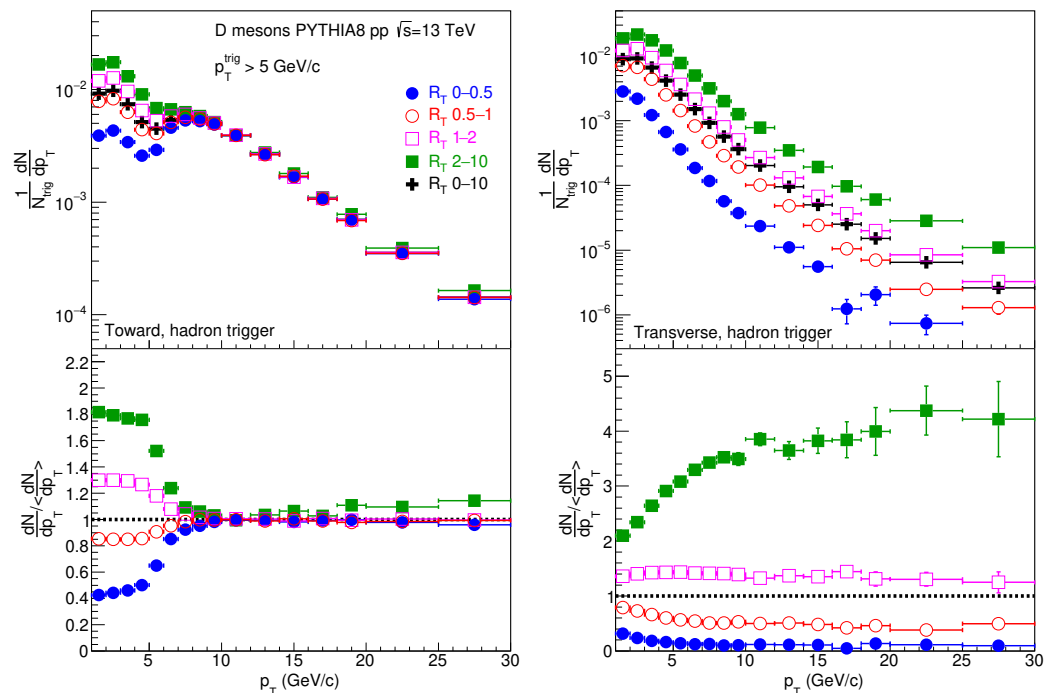 D mesons PYTHIA8 pp √s=13 TeV
p_T^trig > 5 GeV/c
R_T 0–0.5
R_T 0.5–1
R_T 1–2
R_T 2–10
R_T 0–10
1/N_trig dN/dp_T
10^−2
10^−3
10^−4
Toward, hadron trigger
dN/dp_T/<dN/dp_T>
2.2
2
1.8
1.6
1.4
1.2
1
0.8
0.6
0.4
0.2
0
5 10 15 20 25 30
p_T (GeV/c)
1/N_trig dN/dp_T
10^−2
10^−3
10^−4
10^−5
10^−6
Transverse, hadron trigger
dN/dp_T/<dN/dp_T>
5
4
3
2
1
0
5 10 15 20 25 30
p_T (GeV/c)